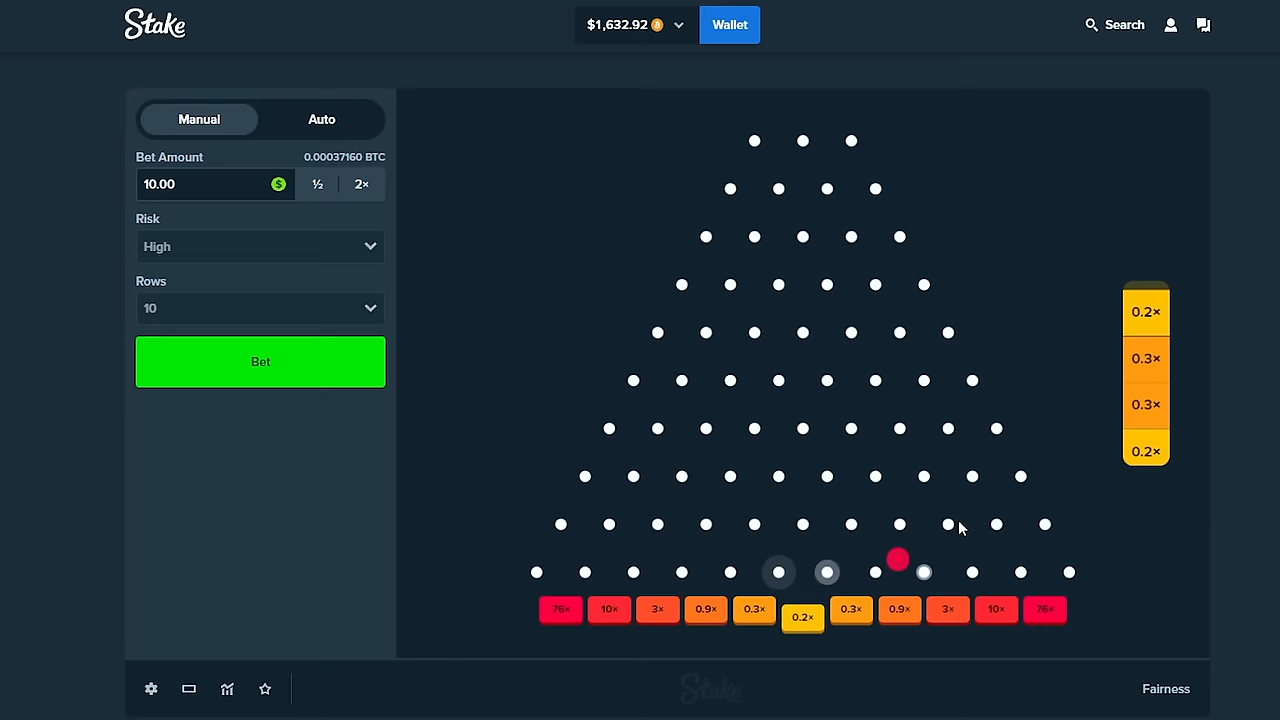 Stake
$1,632.92
Wallet
Search
Manual
Auto
Bet Amount
0.00037160 BTC
10.00
$
½
2×
Risk
High
Rows
10
Bet
0.2×
0.3×
0.3×
0.2×
76×
10×
3×
0.9×
0.3×
0.2×
0.3×
0.9×
3×
10×
76×
Stake
Fairness